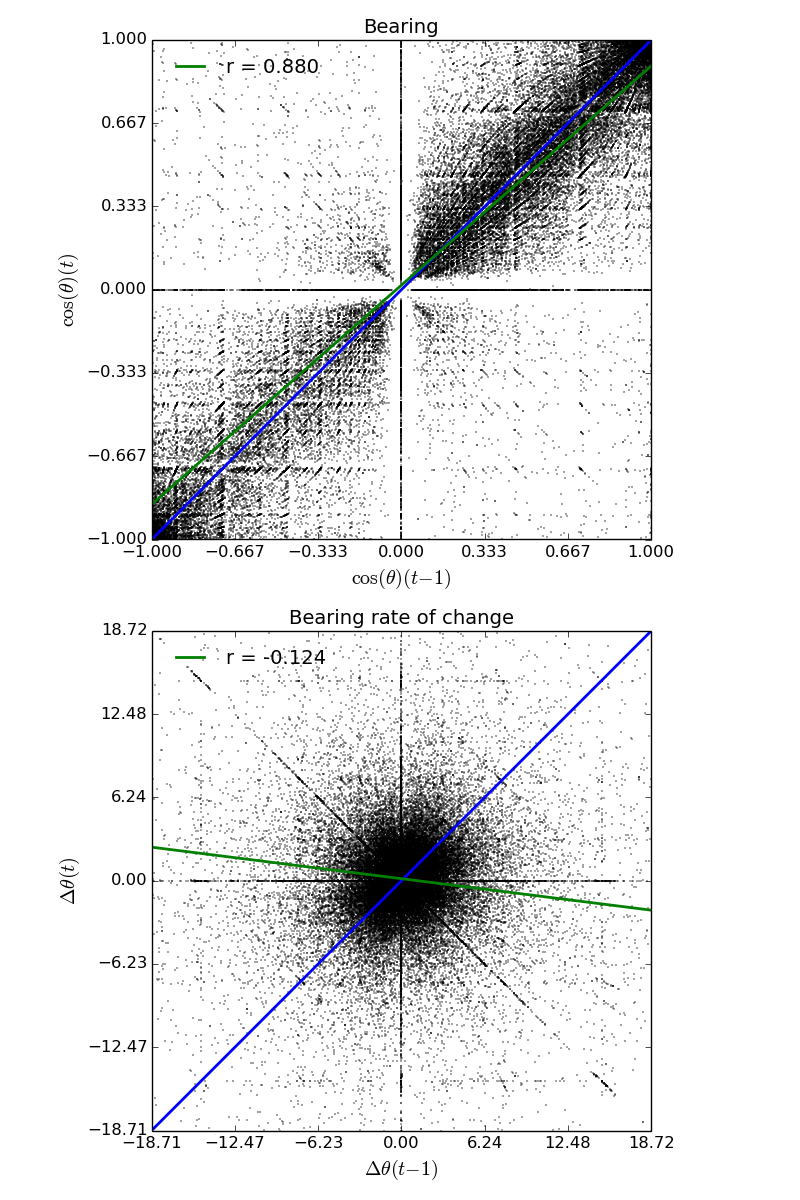 Bearing
1.000
r = 0.880
0.667
0.333
cos(θ)(t)
0.000
−0.333
−0.667
−1.000
−1.000 −0.667 −0.333 0.000 0.333 0.667 1.000
cos(θ)(t−1)
Bearing rate of change
18.72
r = -0.124
12.48
6.24
Δθ(t)
0.00
−6.23
−12.47
−18.71
−18.71 −12.47 −6.23 0.00 6.24 12.48 18.72
Δθ(t−1)